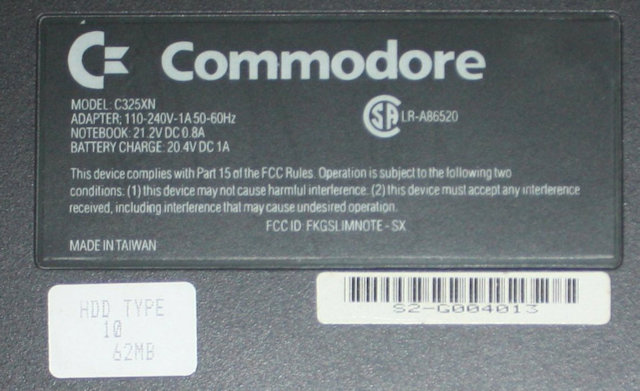 Commodore
MODEL: C325XN
ADAPTER; 110-240V-1A 50-60Hz
NOTEBOOK: 21.2V DC 0.8A
BATTERY CHARGE: 20.4V DC 1A
SA LR-A86520
This device complies with Part 15 of the FCC Rules. Operation is subject to the following two
conditions: (1) this device may not cause harmful interference. (2) this device must accept any interference
received, including interference that may cause undesired operation.
FCC ID: FKGSLIMNOTE-SX
MADE IN TAIWAN
HDD TYPE
10
62MB
S2-G004013